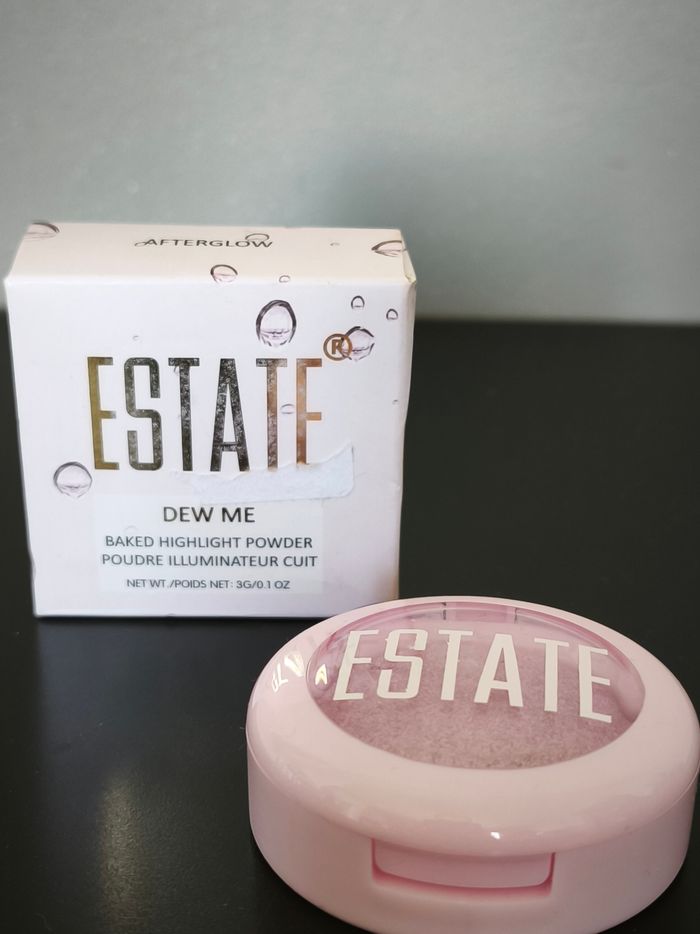 AFTERGLOW
ESTATE®
DEW ME
BAKED HIGHLIGHT POWDER
POUDRE ILLUMINATEUR CUIT
NET WT./POIDS NET: 3G/0.1 OZ
ESTATE